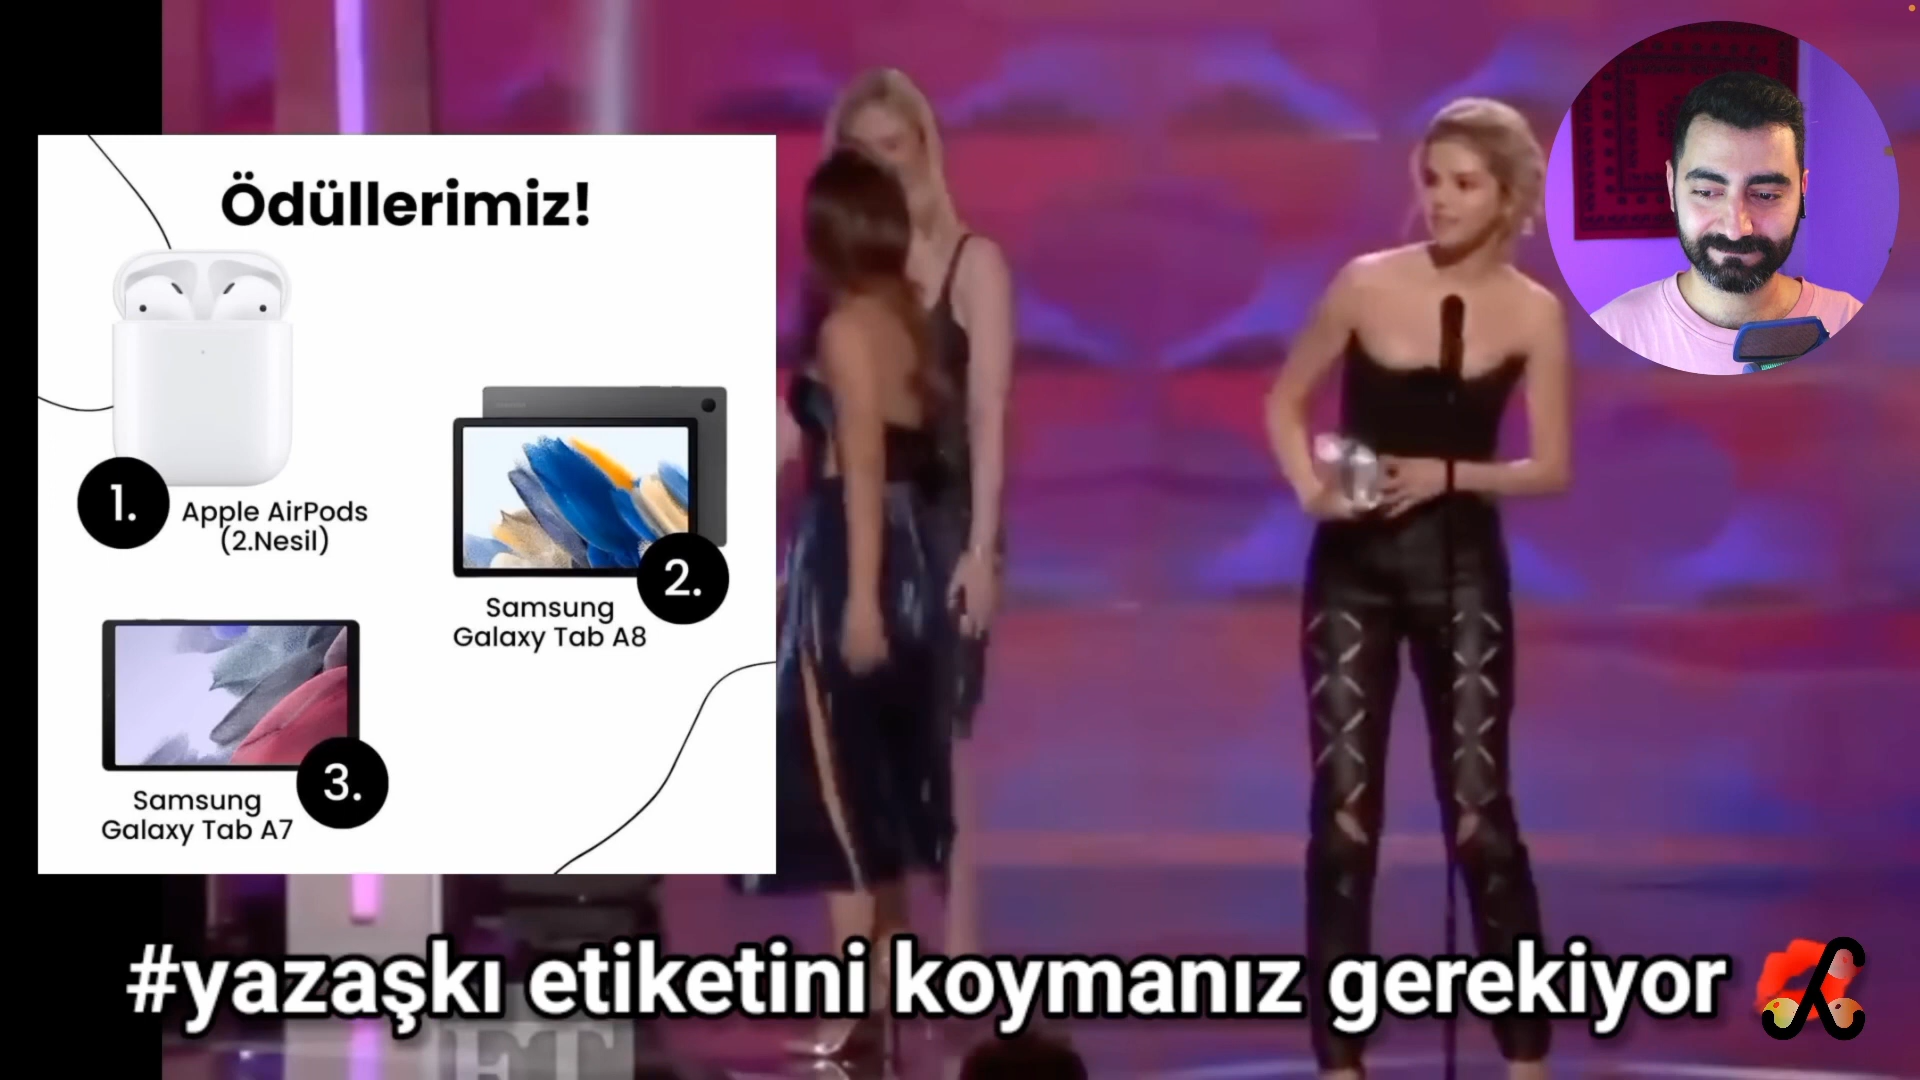 Ödüllerimiz!
1.
Apple AirPods
(2.Nesil)
2.
Samsung
Galaxy Tab A8
3.
Samsung
Galaxy Tab A7
#yazaşkı etiketini koymanız gerekiyor
ET